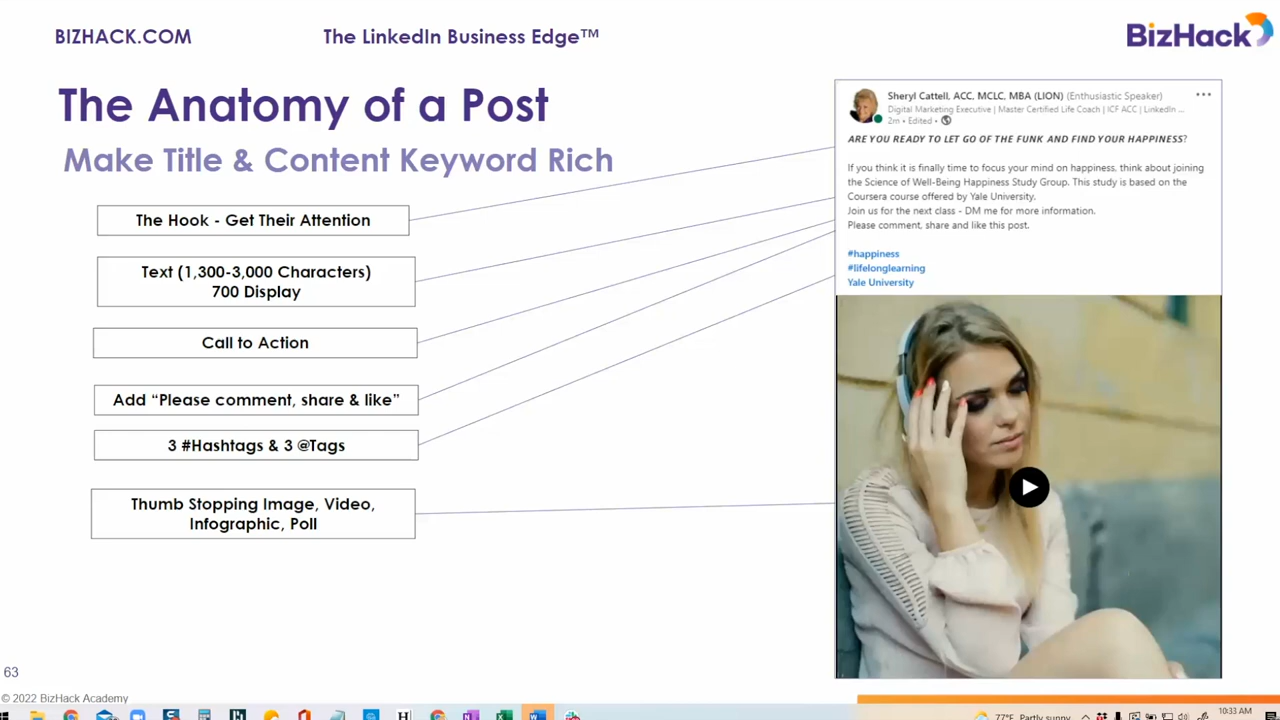 BIZHACK.COM
The LinkedIn Business Edge™
BizHack
The Anatomy of a Post
Make Title & Content Keyword Rich
The Hook - Get Their Attention
Text (1,300-3,000 Characters)
700 Display
Call to Action
Add “Please comment, share & like”
3 #Hashtags & 3 @Tags
Thumb Stopping Image, Video,
Infographic, Poll
Sheryl Cattell, ACC, MCLC, MBA (LION) (Enthusiastic Speaker)
Digital Marketing Executive | Master Certified Life Coach | ICF ACC | LinkedIn ...
2m • Edited •
ARE YOU READY TO LET GO OF THE FUNK AND FIND YOUR HAPPINESS?
If you think it is finally time to focus your mind on happiness, think about joining
the Science of Well-Being Happiness Study Group. This study is based on the
Coursera course offered by Yale University.
Join us for the next class - DM me for more information.
Please comment, share and like this post.
#happiness
#lifelonglearning
Yale University
63
© 2022 BizHack Academy
77°F Partly sunny
10:33 AM